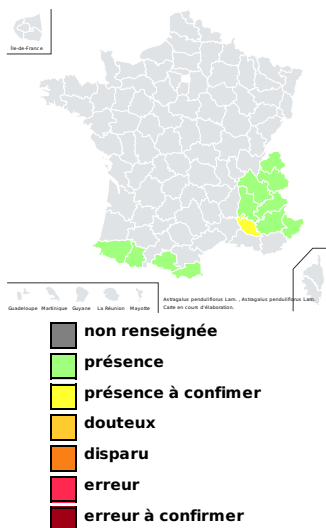 Île-de-France
Guadeloupe Martinique Guyane La Réunion Mayotte
Astragalus penduliflorus Lam. , Astragalus penduliflorus Lam.
Carte en cours d'élaboration.
non renseignée
présence
présence à confimer
douteux
disparu
erreur
erreur à confirmer